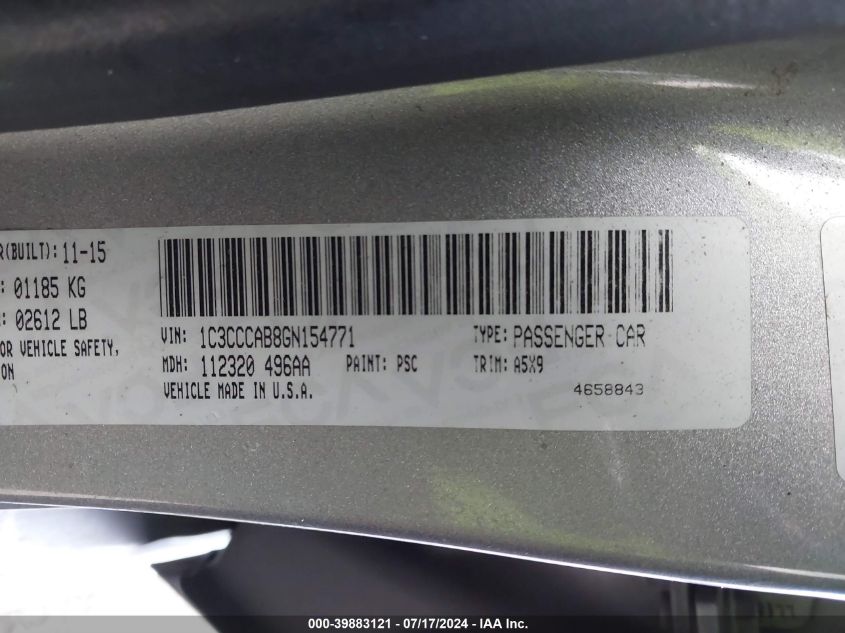 R(BUILT): 11-15
: 01185 KG
: 02612 LB
OR VEHICLE SAFETY,
ON
VIN: 1C3CCCAB8GN154771
TYPE: PASSENGER CAR
MDH: 112320 496AA
PAINT: PSC
TRIM: A5X9
VEHICLE MADE IN U.S.A.
4658843
000-39883121 - 07/17/2024 - IAA Inc.